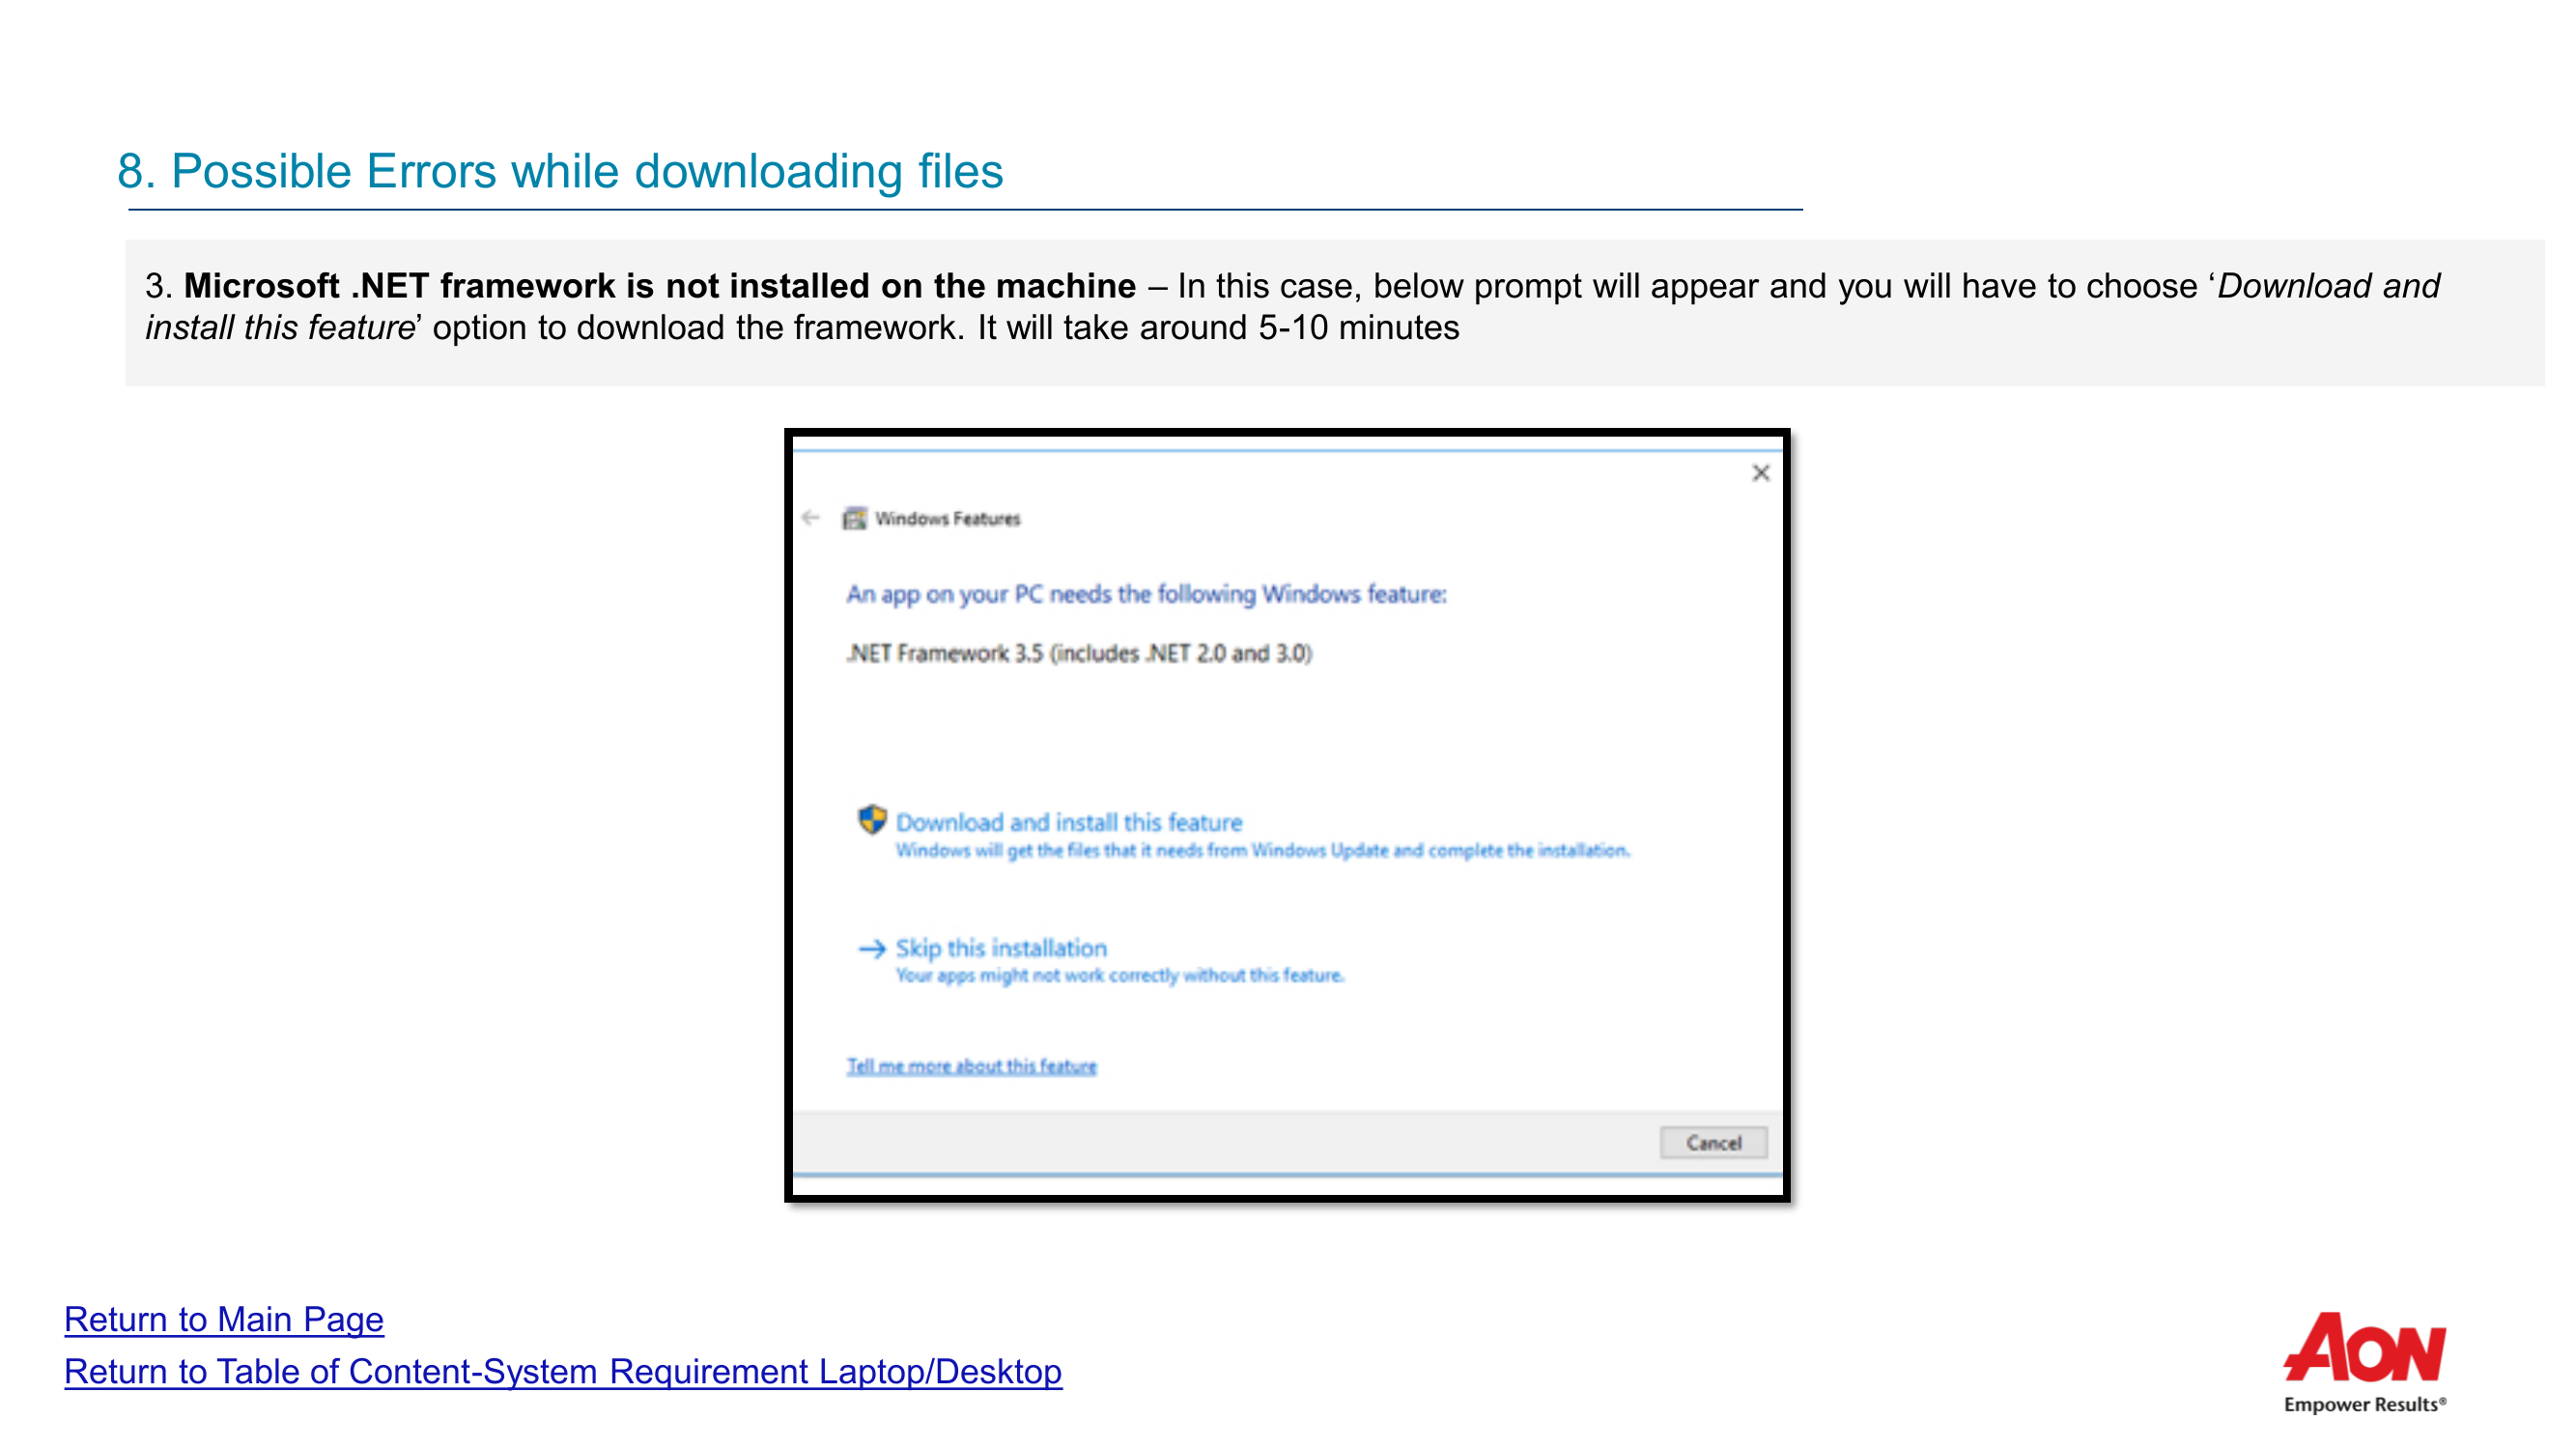 8. Possible Errors while downloading files
3. Microsoft .NET framework is not installed on the machine – In this case, below prompt will appear and you will have to choose ‘Download and
install this feature’ option to download the framework. It will take around 5-10 minutes
Windows Features
An app on your PC needs the following Windows feature:
.NET Framework 3.5 (includes .NET 2.0 and 3.0)
Download and install this feature
Windows will get the files that it needs from Windows Update and complete the installation.
Skip this installation
Your apps might not work correctly without this feature.
Tell me more about this feature
Cancel
Return to Main Page
Return to Table of Content-System Requirement Laptop/Desktop
AON
Empower Results®